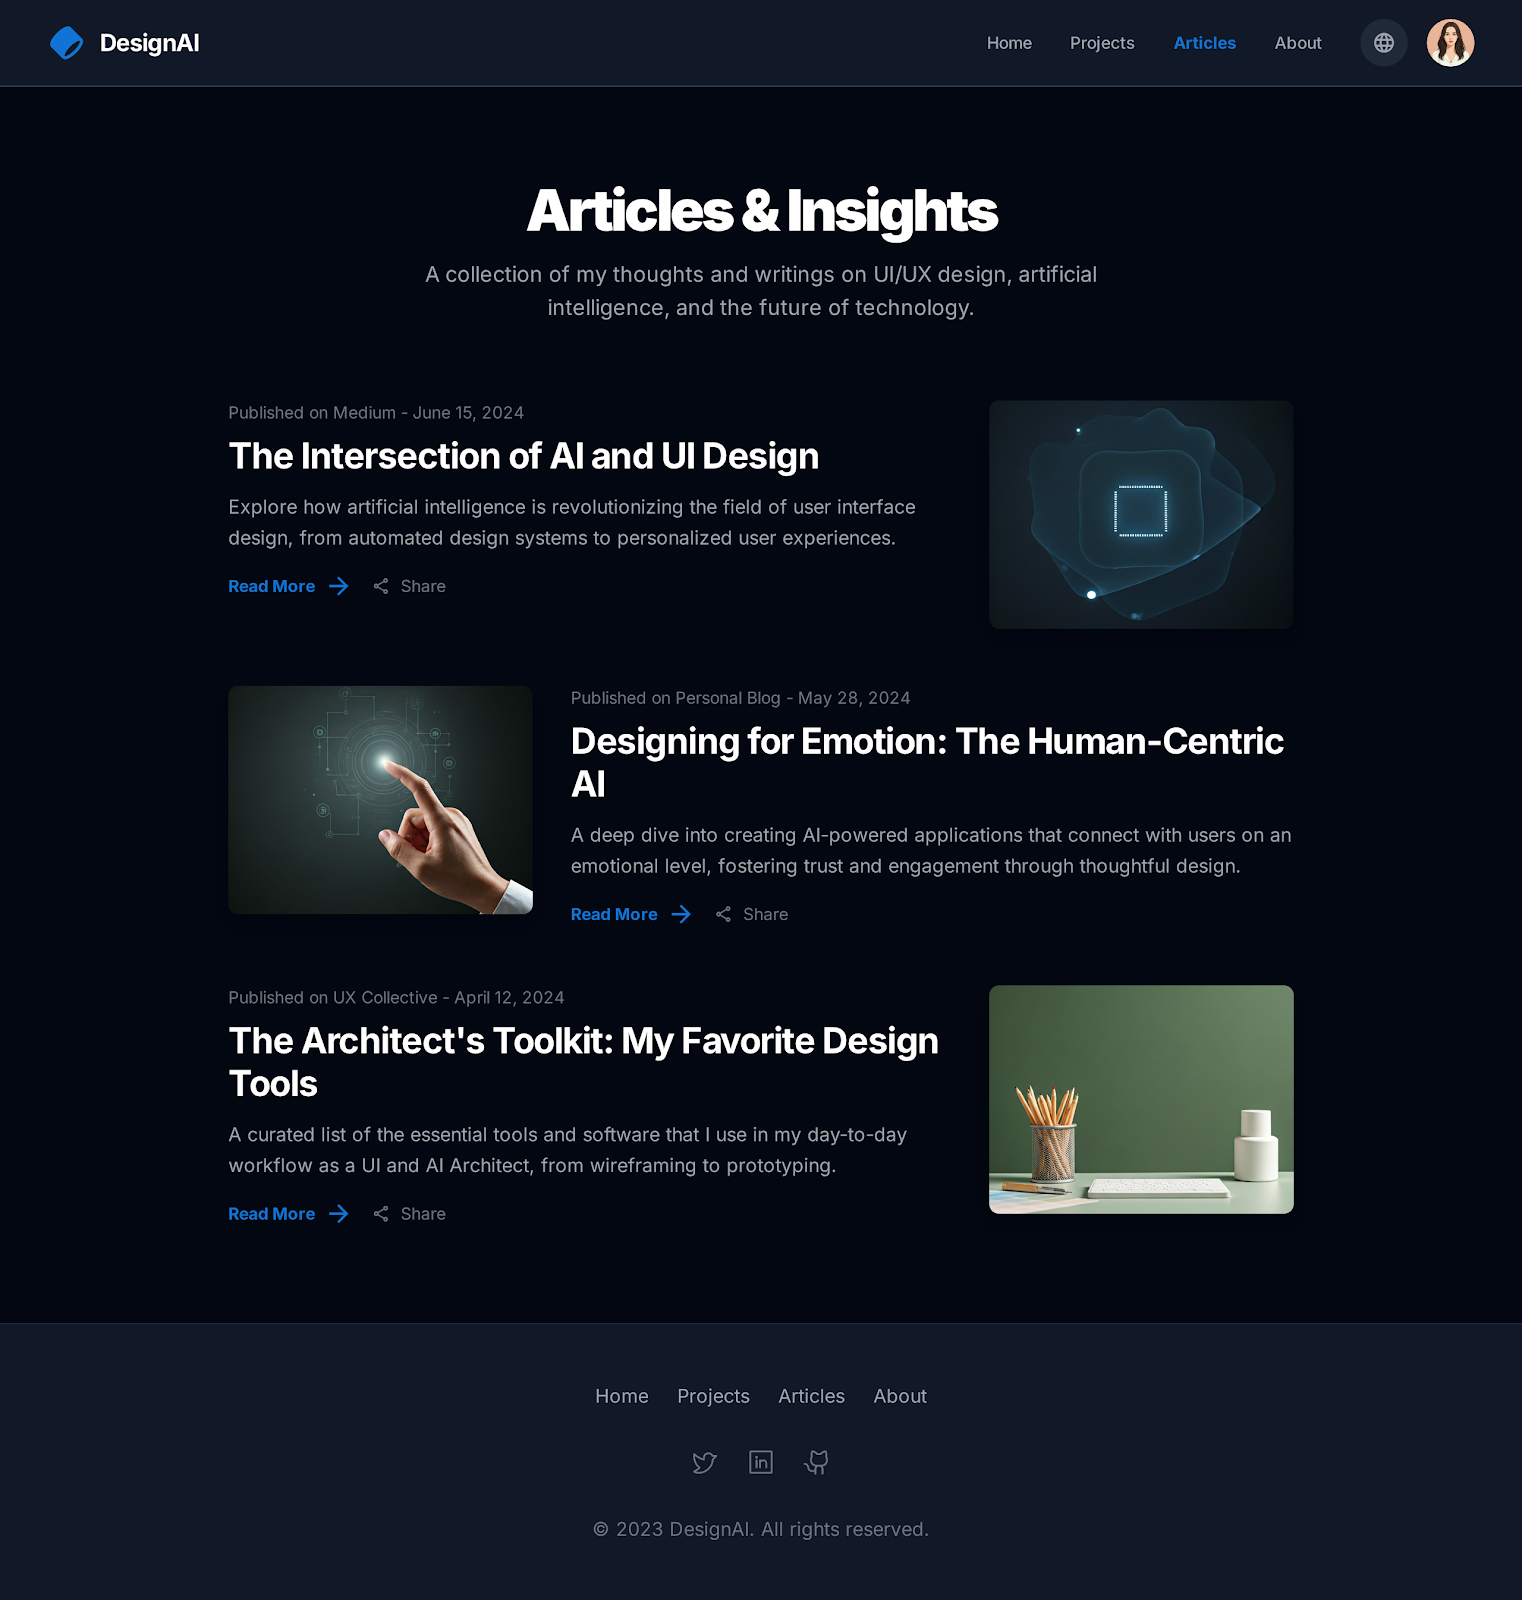 DesignAI
Home
Projects
Articles
About
Articles & Insights
A collection of my thoughts and writings on UI/UX design, artificial
intelligence, and the future of technology.
Published on Medium - June 15, 2024
The Intersection of AI and UI Design
Explore how artificial intelligence is revolutionizing the field of user interface
design, from automated design systems to personalized user experiences.
Read More
Share
Published on Personal Blog - May 28, 2024
Designing for Emotion: The Human-Centric
AI
A deep dive into creating AI-powered applications that connect with users on an
emotional level, fostering trust and engagement through thoughtful design.
Read More
Share
Published on UX Collective - April 12, 2024
The Architect's Toolkit: My Favorite Design
Tools
A curated list of the essential tools and software that I use in my day-to-day
workflow as a UI and AI Architect, from wireframing to prototyping.
Read More
Share
Home
Projects
Articles
About
© 2023 DesignAI. All rights reserved.